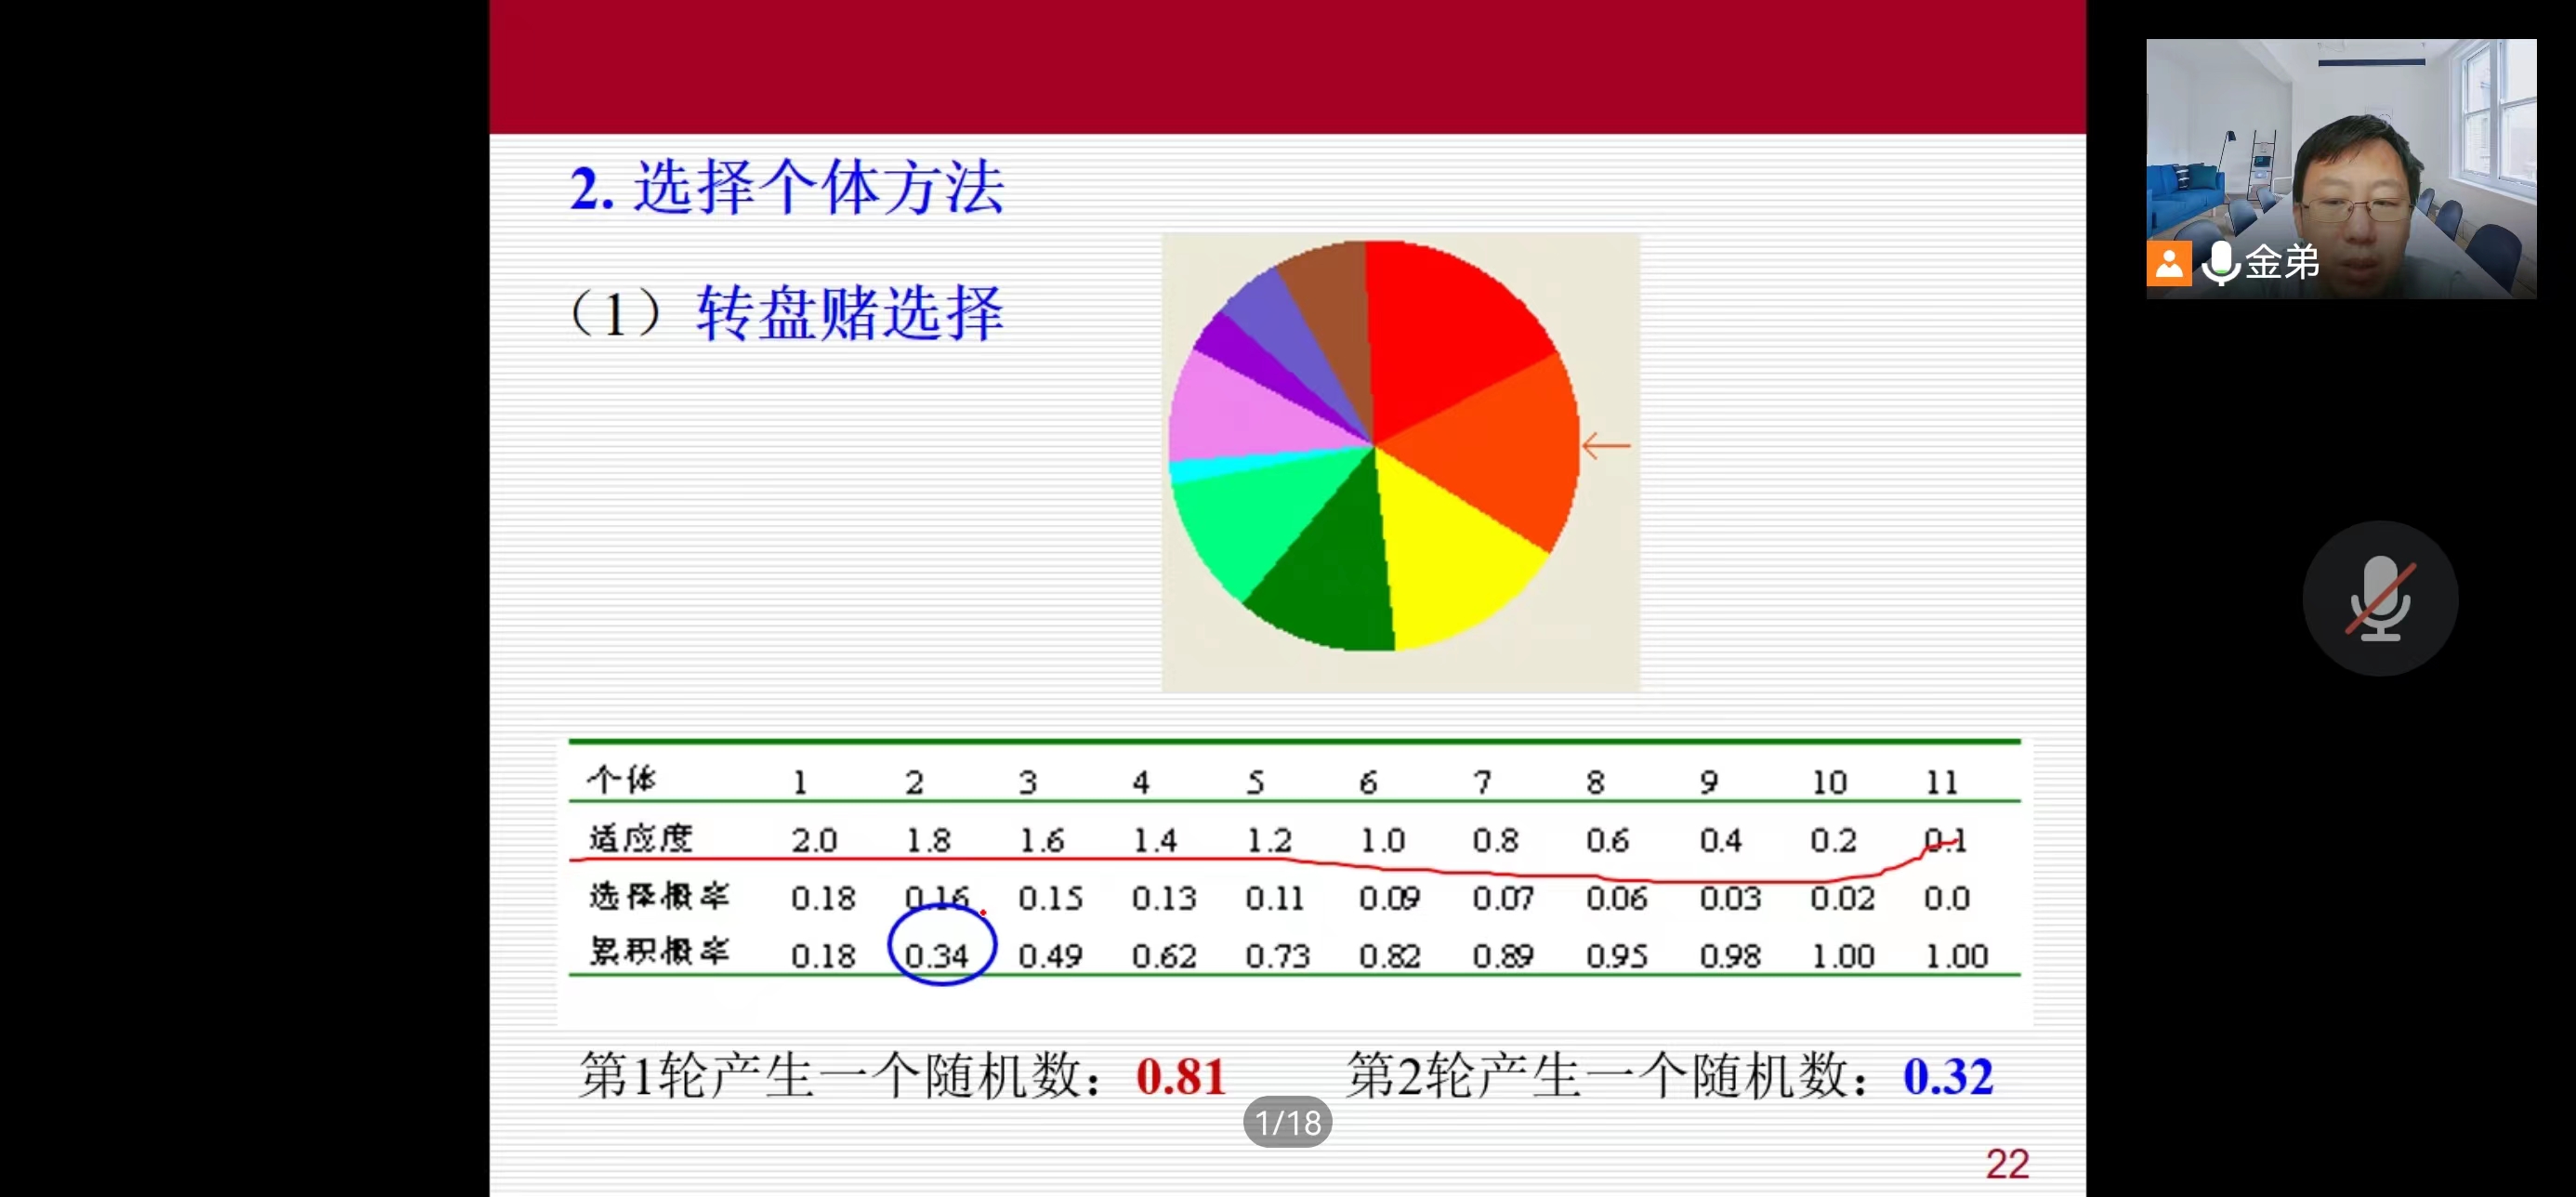 2. 选择个体方法
（1）转盘赌选择
金弟
个体 1 2 3 4 5 6 7 8 9 10 11
适应度 2.0 1.8 1.6 1.4 1.2 1.0 0.8 0.6 0.4 0.2 0.1
选择概率 0.18 0.16 0.15 0.13 0.11 0.09 0.07 0.06 0.03 0.02 0.0
累积概率 0.18 0.34 0.49 0.62 0.73 0.82 0.89 0.95 0.98 1.00 1.00
第1轮产生一个随机数：0.81 第2轮产生一个随机数：0.32
1/18
22